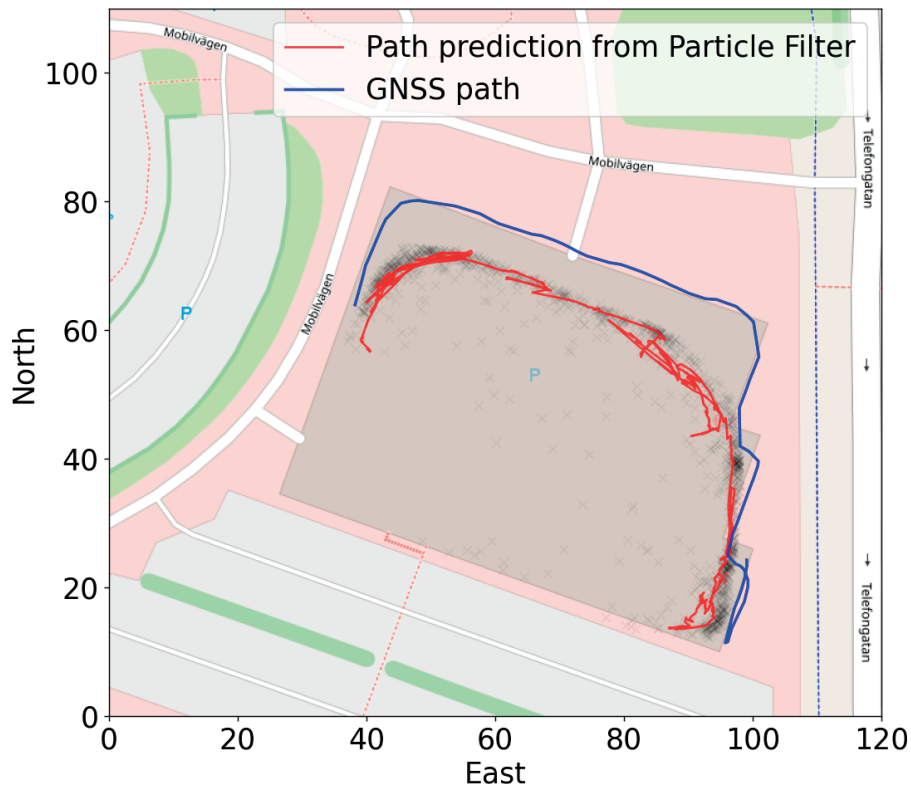 Mobilvägen
Path prediction from Particle Filter
GNSS path
Mobilvägen
Telefongatan
P
P
P
Mobilvägen
Telefongatan
100
80
60
40
20
0
North
0
20
40
60
80
100
120
East